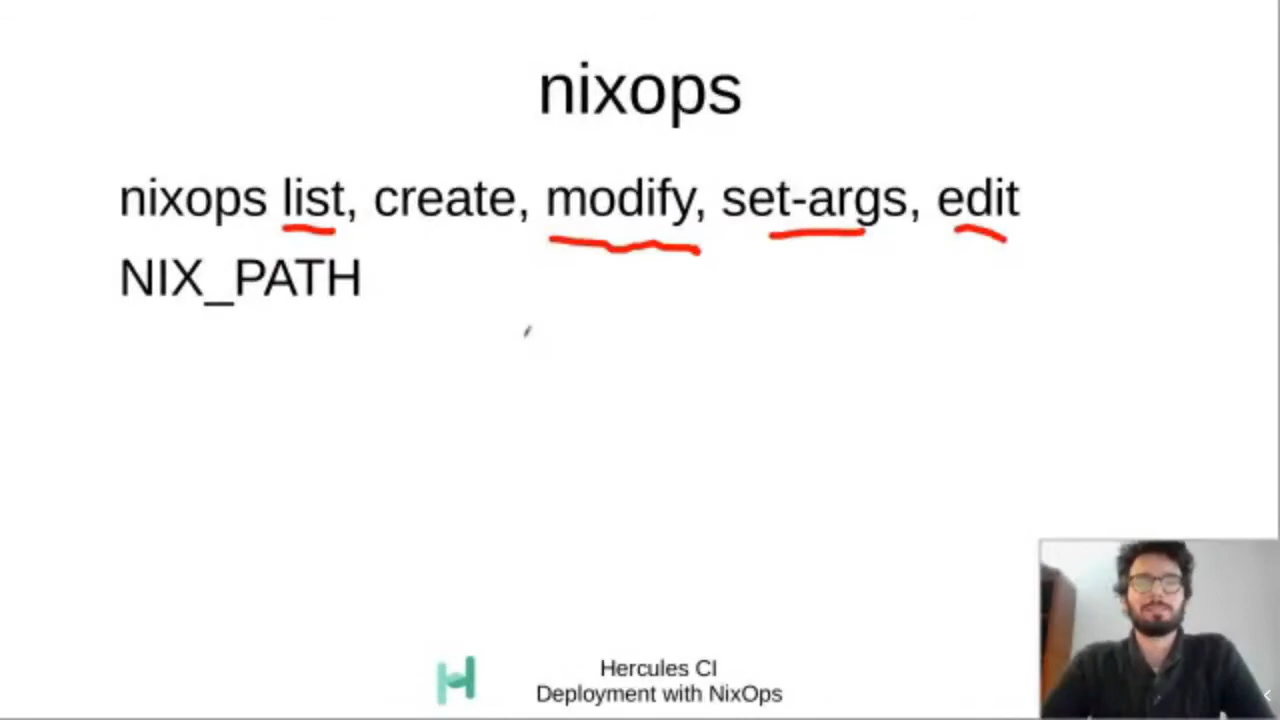 nixops
nixops list, create, modify, set-args, edit
NIX_PATH
Hercules CI
Deployment with NixOps